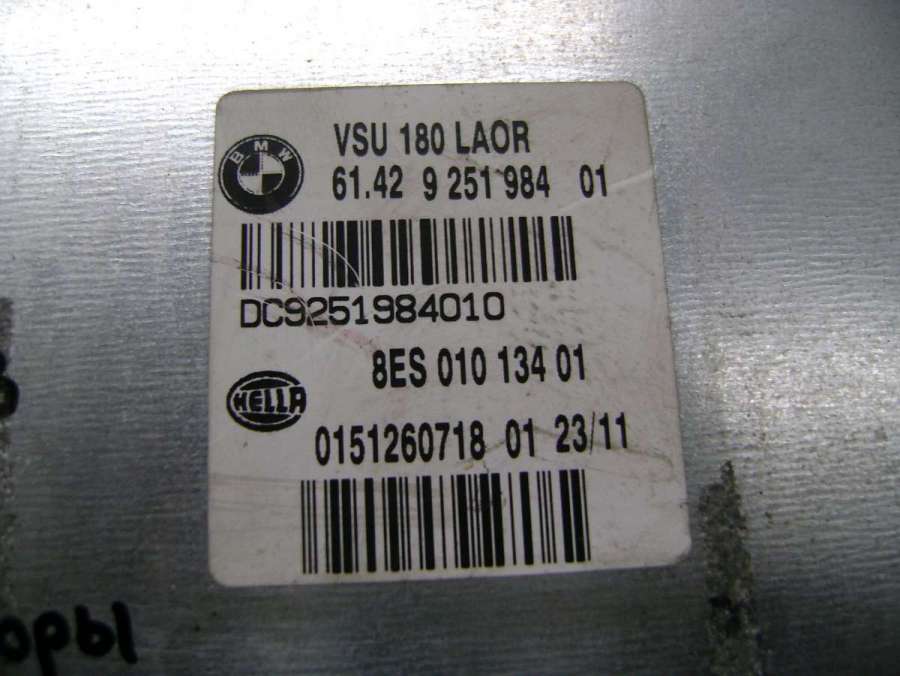 VSU 180 LAOR
BMW
61.42 9 251 984 01
DC9251984010
8ES 010 134 01
HELLA
0151260718 01 23/11
оры